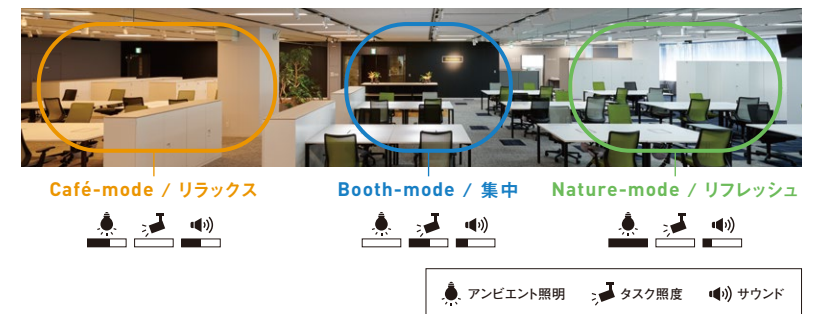 Café-mode / リラックス
Booth-mode / 集中
Nature-mode / リフレッシュ
アンビエント照明
タスク照度
サウンド